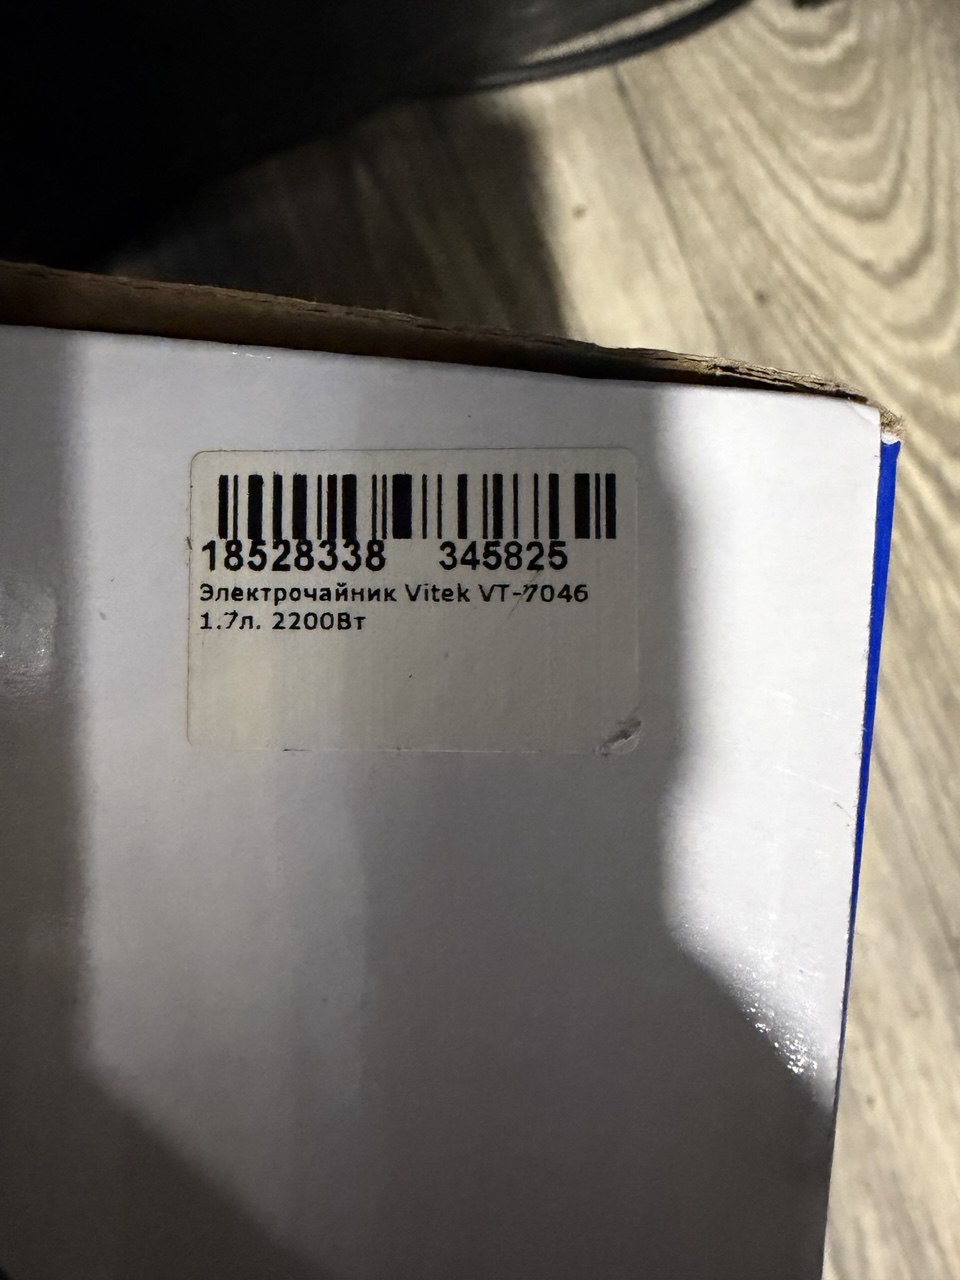 18528338 345825
Электрочайник Vitek VT-7046
1.7л. 2200Вт